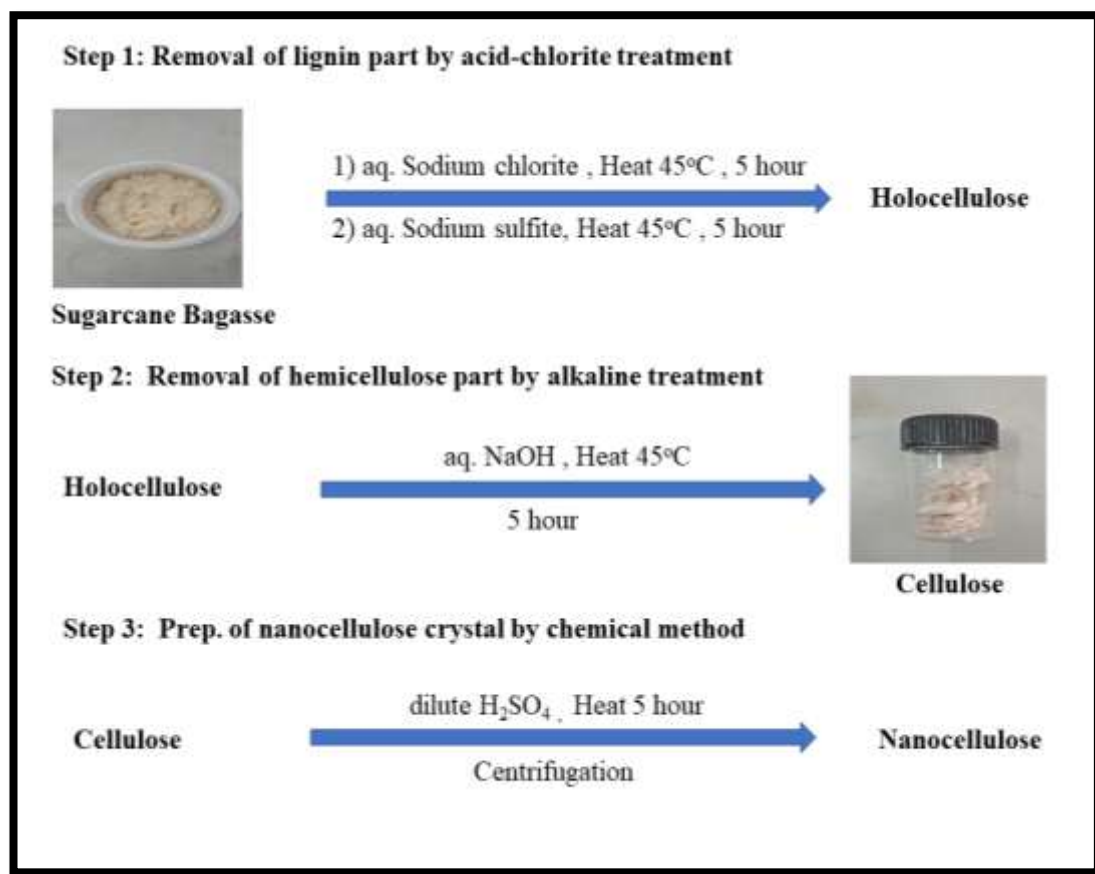 Step 1: Removal of lignin part by acid-chlorite treatment
1) aq. Sodium chlorite , Heat 45°C , 5 hour
2) aq. Sodium sulfite, Heat 45°C , 5 hour
Holocellulose
Sugarcane Bagasse
Step 2: Removal of hemicellulose part by alkaline treatment
Holocellulose
aq. NaOH , Heat 45°C
5 hour
Cellulose
Step 3: Prep. of nanocellulose crystal by chemical method
Cellulose
dilute H₂SO₄ , Heat 5 hour
Centrifugation
Nanocellulose